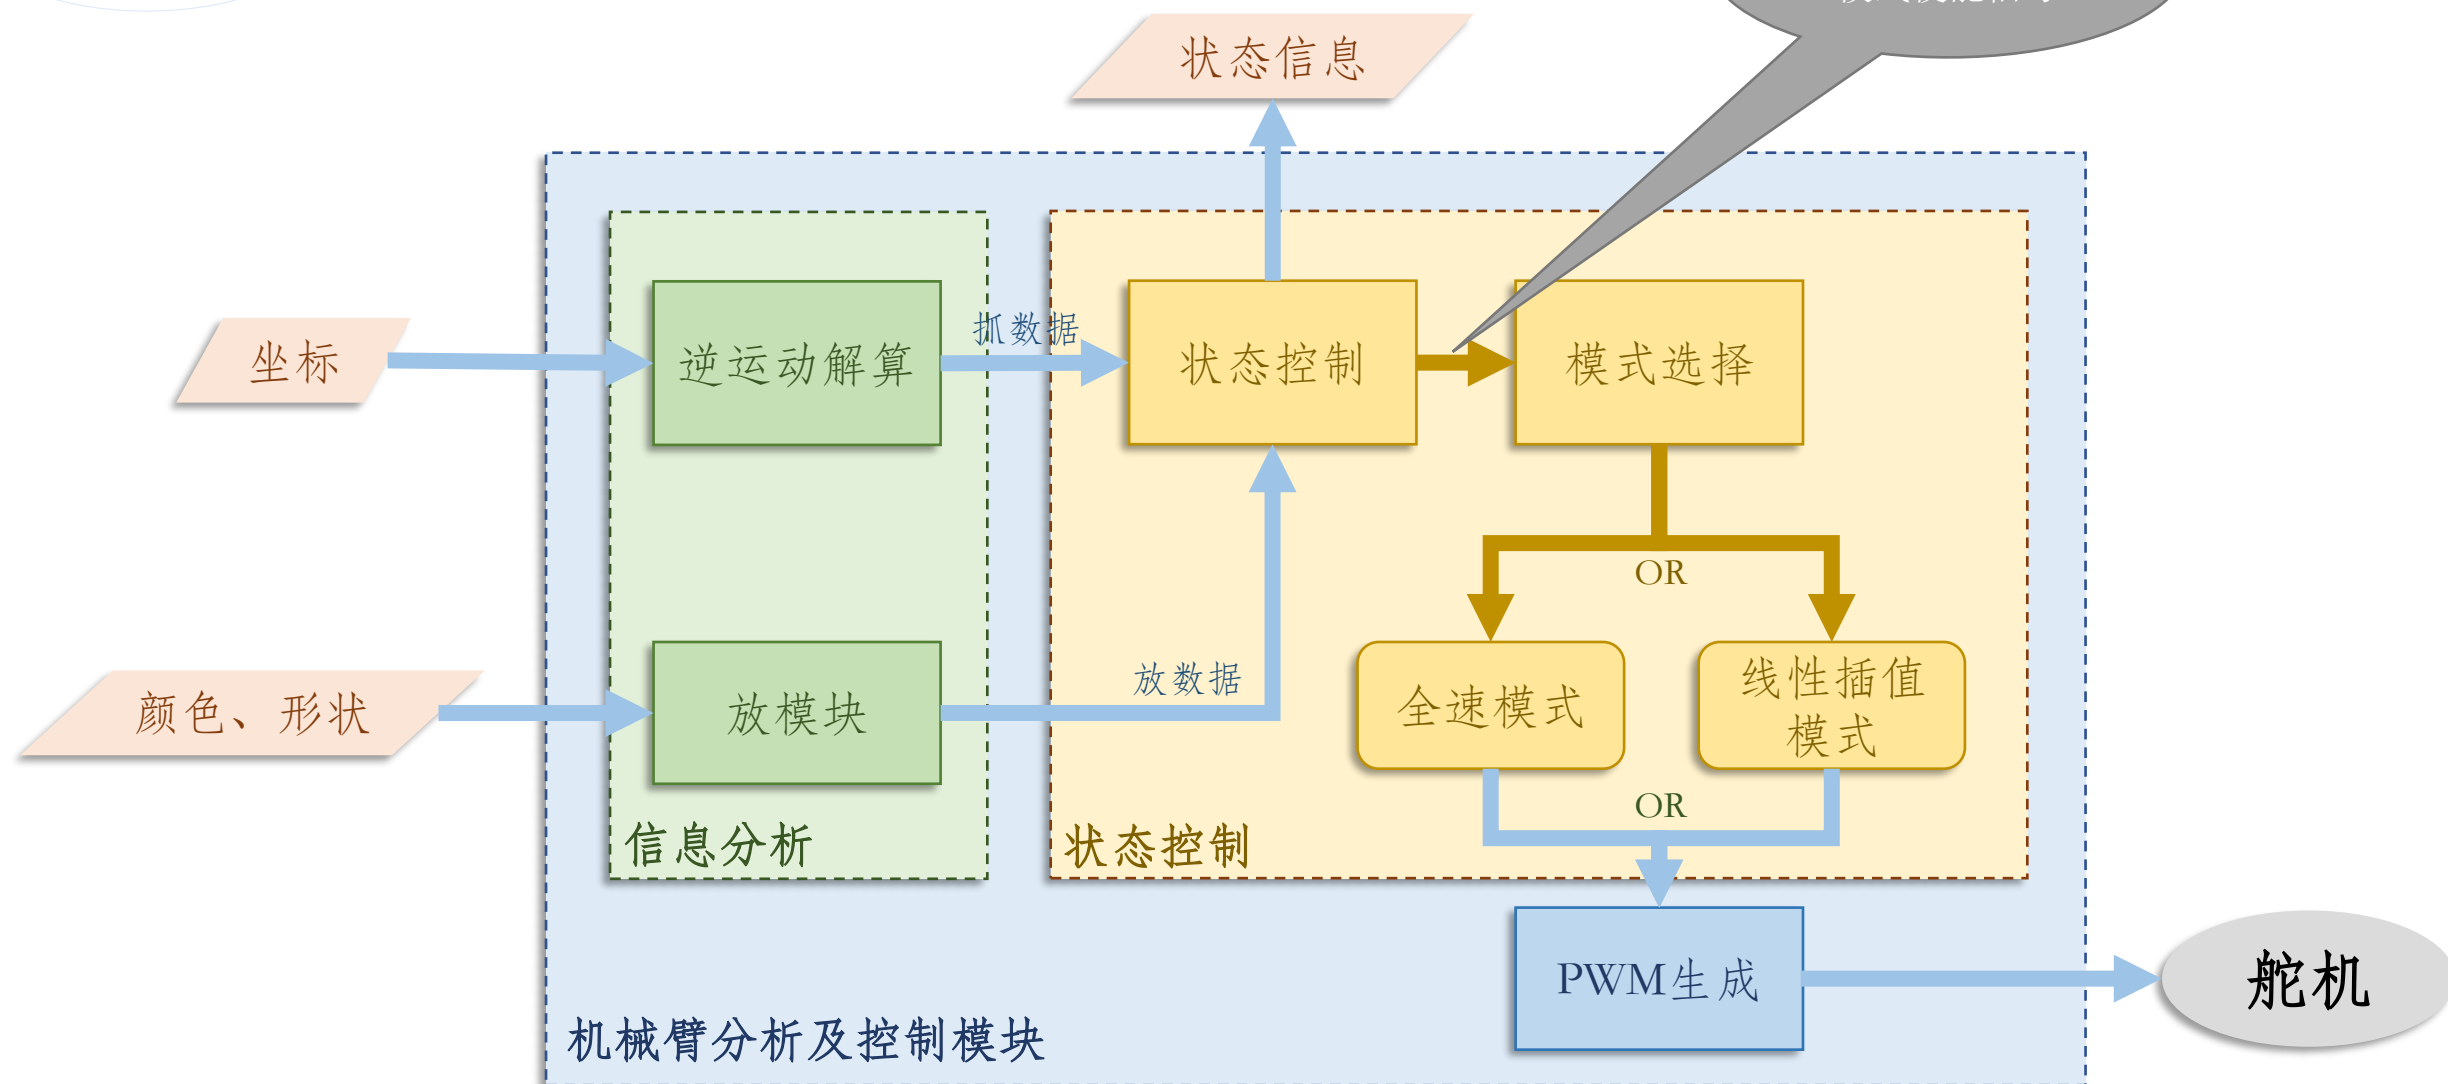 状态信息
坐标
逆运动解算
抓数据
状态控制
模式选择
OR
颜色、形状
放模块
放数据
全速模式
线性插值
模式
OR
信息分析
状态控制
PWM生成
舵机
机械臂分析及控制模块